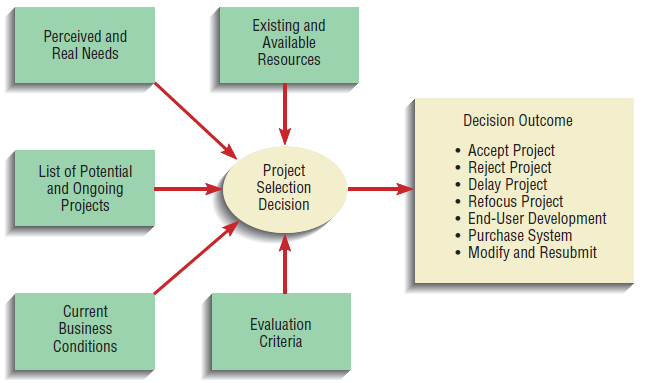 Perceived and
Real Needs
Existing and
Available
Resources
List of Potential
and Ongoing
Projects
Project
Selection
Decision
Current
Business
Conditions
Evaluation
Criteria
Decision Outcome
• Accept Project
• Reject Project
• Delay Project
• Refocus Project
• End-User Development
• Purchase System
• Modify and Resubmit